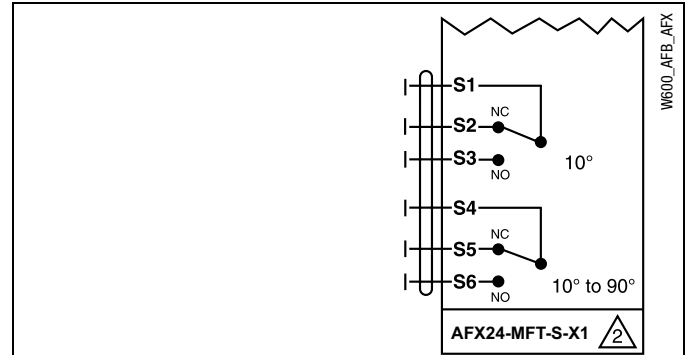 W600_AFB_AFX
S1
NC
S2
S3
NO
10°
S4
NC
S5
S6
NO
10° to 90°
AFX24-MFT-S-X1
2